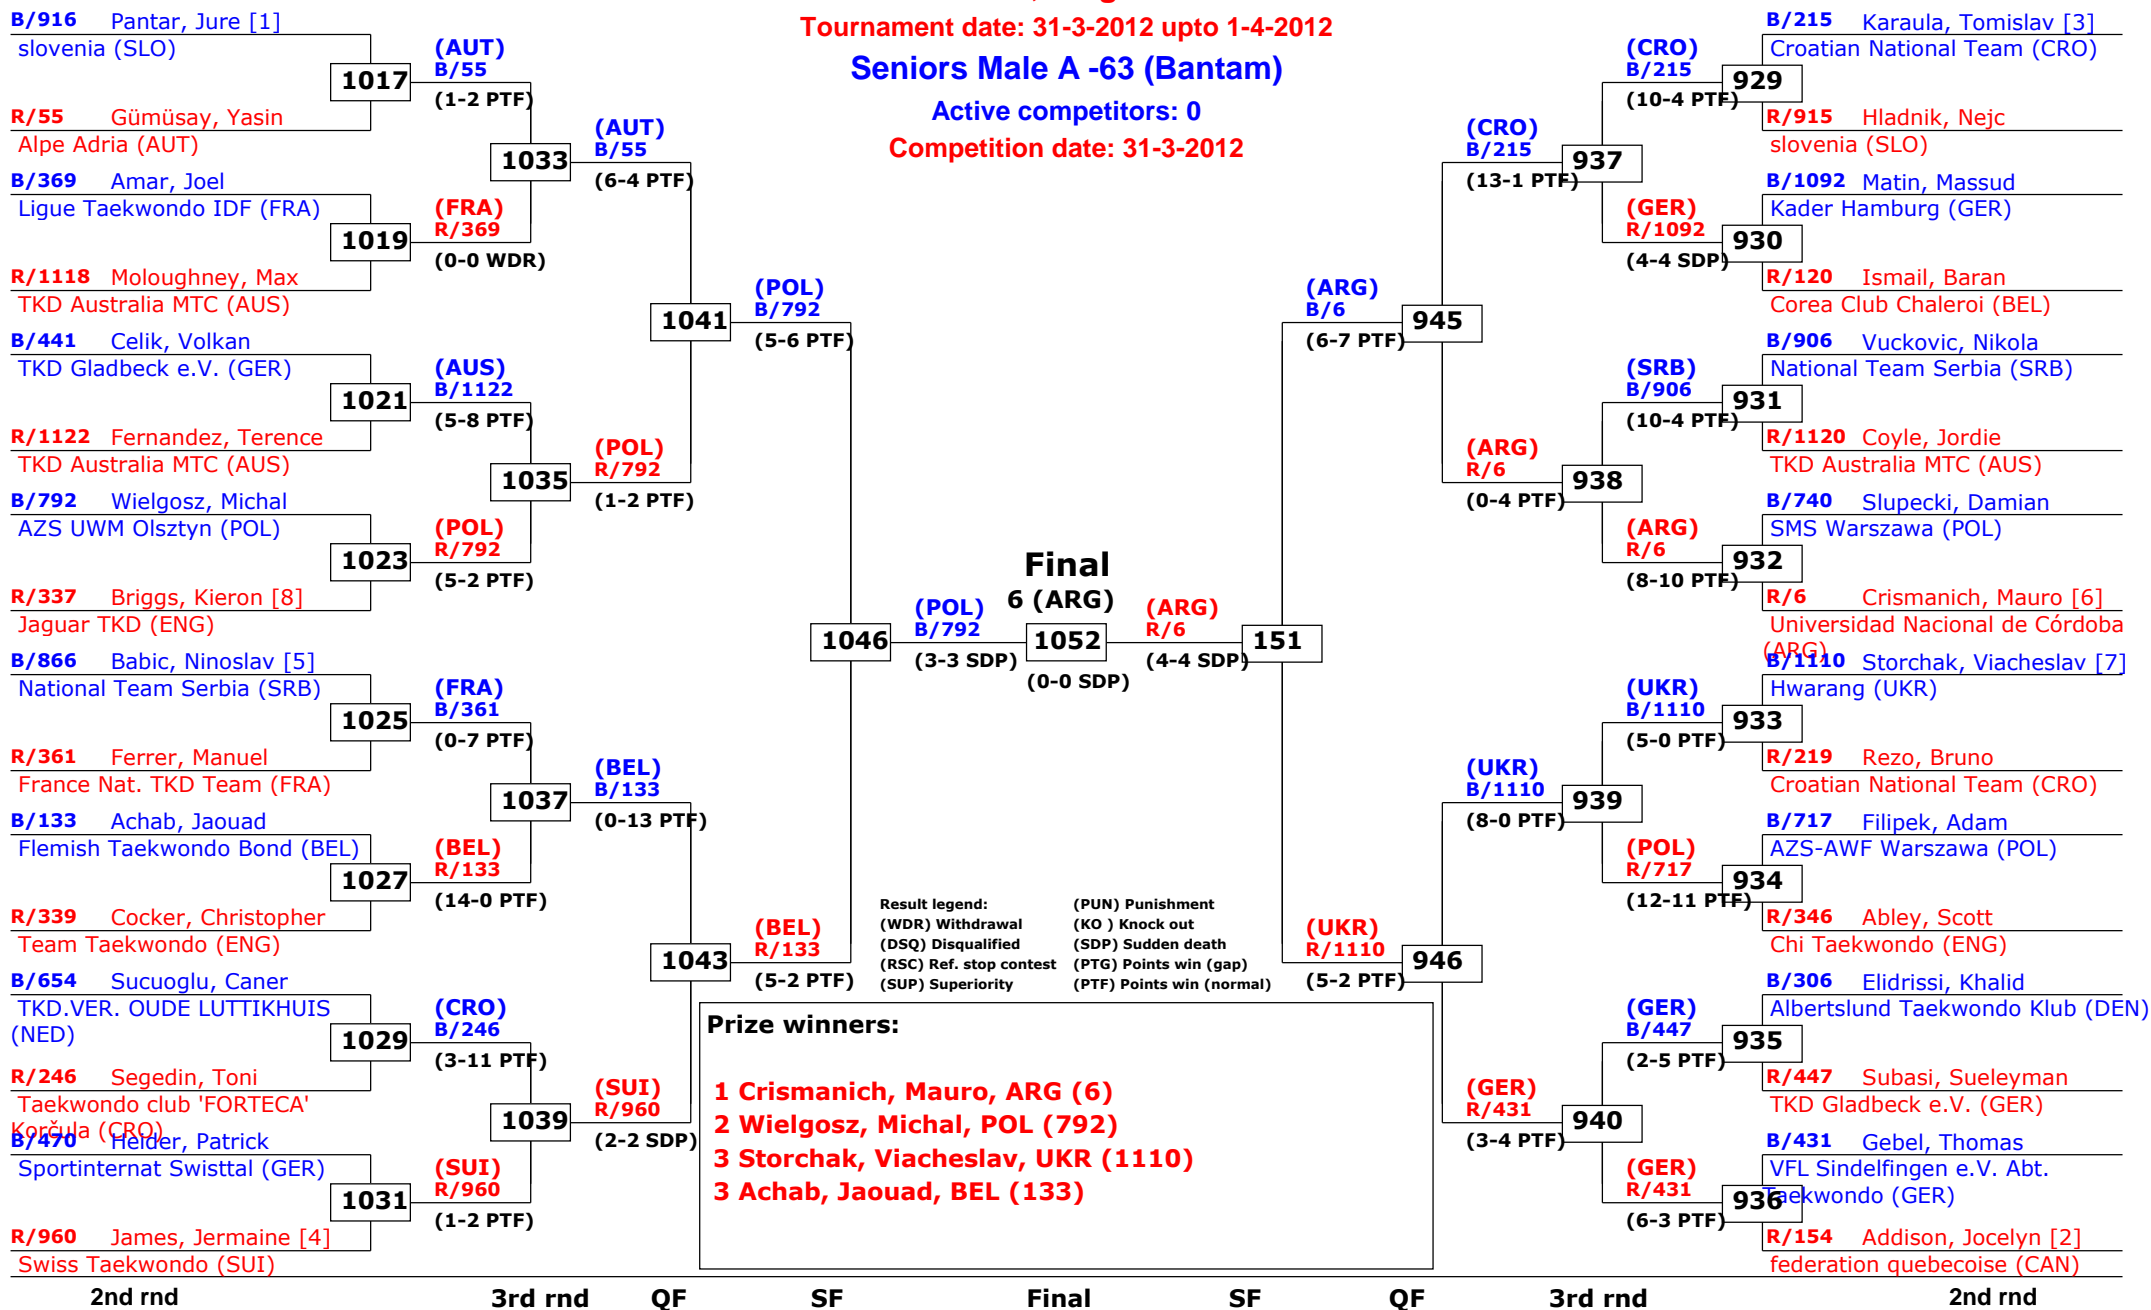 Tournament date: 31-3-2012 upto 1-4-2012
Seniors Male A -63 (Bantam)
Active competitors: 0
Competition date: 31-3-2012
B/916 Pantar, Jure [1]
slovenia (SLO)
1017
R/55 Gümüsay, Yasin
Alpe Adria (AUT)
B/369 Amar, Joel
Ligue Taekwondo IDF (FRA)
1019
R/1118 Moloughney, Max
TKD Australia MTC (AUS)
B/441 Celik, Volkan
TKD Gladbeck e.V. (GER)
1021
R/1122 Fernandez, Terence
TKD Australia MTC (AUS)
B/792 Wielgosz, Michal
AZS UWM Olsztyn (POL)
1023
R/337 Briggs, Kieron [8]
Jaguar TKD (ENG)
B/866 Babic, Ninoslav [5]
National Team Serbia (SRB)
1025
R/361 Ferrer, Manuel
France Nat. TKD Team (FRA)
B/133 Achab, Jaouad
Flemish Taekwondo Bond (BEL)
1027
R/339 Cocker, Christopher
Team Taekwondo (ENG)
B/654 Sucuoglu, Caner
TKD.VER. OUDE LUTTIKHUIS
(NED)
1029
R/246 Segedin, Toni
Taekwondo club 'FORTECA'
Korčula (CRO)
B/470 Heider, Patrick
Sportinternat Swisttal (GER)
1031
R/960 James, Jermaine [4]
Swiss Taekwondo (SUI)
(AUT)
B/55
(1-2 PTF)
1033
(FRA)
R/369
(0-0 WDR)
(AUS)
B/1122
(5-8 PTF)
1035
(POL)
R/792
(5-2 PTF)
(FRA)
B/361
(0-7 PTF)
1037
(BEL)
R/133
(14-0 PTF)
(CRO)
B/246
(3-11 PTF)
1039
(SUI)
R/960
(1-2 PTF)
(AUT)
B/55
(6-4 PTF)
1041
(POL)
R/792
(1-2 PTF)
(BEL)
B/133
(0-13 PTF)
1043
(SUI)
R/960
(2-2 SDP)
(POL)
B/792
(5-6 PTF)
1046
(BEL)
R/133
(5-2 PTF)
(POL)
B/792
(3-3 SDP)
Final
6 (ARG)
1052
(0-0 SDP)
(ARG)
R/6
(4-4 SDP)
151
(ARG)
B/6
(6-7 PTF)
(UKR)
R/1110
(5-2 PTF)
945
946
(CRO)
B/215
(13-1 PTF)
(ARG)
R/6
(0-4 PTF)
(UKR)
B/1110
(8-0 PTF)
(GER)
R/431
(3-4 PTF)
937
938
939
940
(CRO)
B/215
(10-4 PTF)
(GER)
R/1092
(4-4 SDP)
(SRB)
B/906
(10-4 PTF)
(ARG)
R/6
(8-10 PTF)
(UKR)
B/1110
(5-0 PTF)
(POL)
R/717
(12-11 PTF)
(GER)
B/447
(2-5 PTF)
(GER)
R/431
(6-3 PTF)
B/215 Karaula, Tomislav [3]
Croatian National Team (CRO)
929
R/915 Hladnik, Nejc
slovenia (SLO)
B/1092 Matin, Massud
Kader Hamburg (GER)
930
R/120 Ismail, Baran
Corea Club Chaleroi (BEL)
B/906 Vuckovic, Nikola
National Team Serbia (SRB)
931
R/1120 Coyle, Jordie
TKD Australia MTC (AUS)
B/740 Slupecki, Damian
SMS Warszawa (POL)
932
R/6 Crismanich, Mauro [6]
Universidad Nacional de Córdoba
(ARG)
B/1110 Storchak, Viacheslav [7]
Hwarang (UKR)
933
R/219 Rezo, Bruno
Croatian National Team (CRO)
B/717 Filipek, Adam
AZS-AWF Warszawa (POL)
934
R/346 Abley, Scott
Chi Taekwondo (ENG)
B/306 Elidrissi, Khalid
Albertslund Taekwondo Klub (DEN)
935
R/447 Subasi, Sueleyman
TKD Gladbeck e.V. (GER)
B/431 Gebel, Thomas
VFL Sindelfingen e.V. Abt.
Taekwondo (GER)
936
R/154 Addison, Jocelyn [2]
federation quebecoise (CAN)
Result legend: (PUN) Punishment
(WDR) Withdrawal (KO ) Knock out
(DSQ) Disqualified (SDP) Sudden death
(RSC) Ref. stop contest (PTG) Points win (gap)
(SUP) Superiority (PTF) Points win (normal)
Prize winners:
1 Crismanich, Mauro, ARG (6)
2 Wielgosz, Michal, POL (792)
3 Storchak, Viacheslav, UKR (1110)
3 Achab, Jaouad, BEL (133)
2nd rnd 3rd rnd QF SF Final SF QF 3rd rnd 2nd rnd